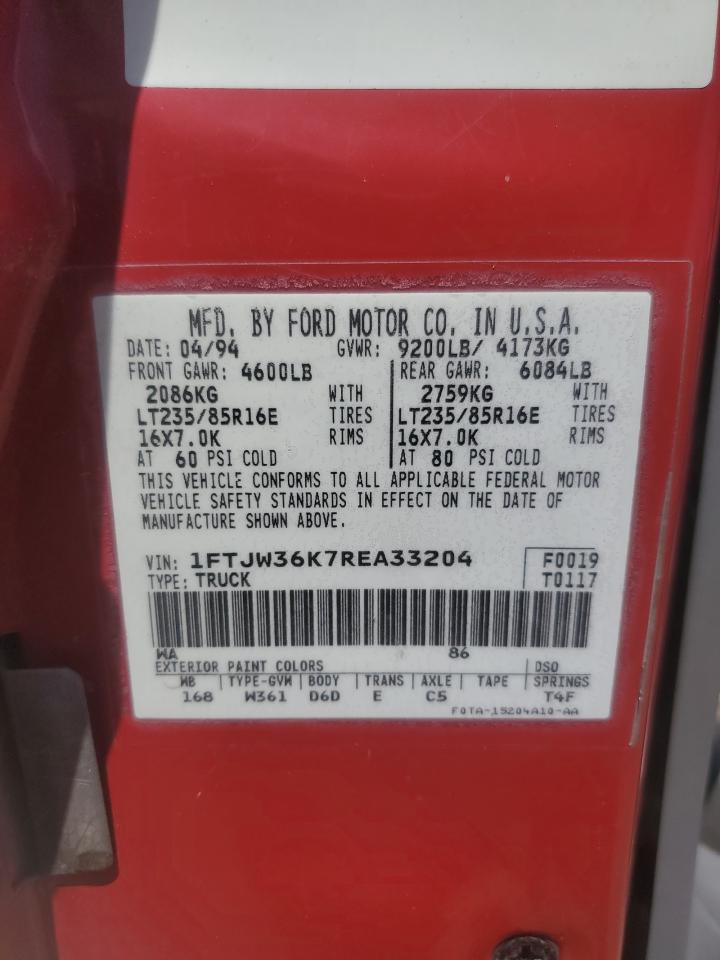 MFD. BY FORD MOTOR CO. IN U.S.A.
DATE: 04/94 GVWR: 9200LB/ 4173KG
FRONT GAWR: 4600LB REAR GAWR: 6084LB
2086KG WITH 2759KG WITH
LT235/85R16E TIRES LT235/85R16E TIRES
16X7.0K RIMS 16X7.0K RIMS
AT 60 PSI COLD AT 80 PSI COLD
THIS VEHICLE CONFORMS TO ALL APPLICABLE FEDERAL MOTOR
VEHICLE SAFETY STANDARDS IN EFFECT ON THE DATE OF
MANUFACTURE SHOWN ABOVE.
VIN: 1FTJW36K7REA33204 F0019
TYPE: TRUCK T0117
WA 86
EXTERIOR PAINT COLORS DSO
WB TYPE-GVW BODY TRANS AXLE TAPE SPRINGS
168 W361 D6D E C5 T4F
F0TA-15204A10-AA